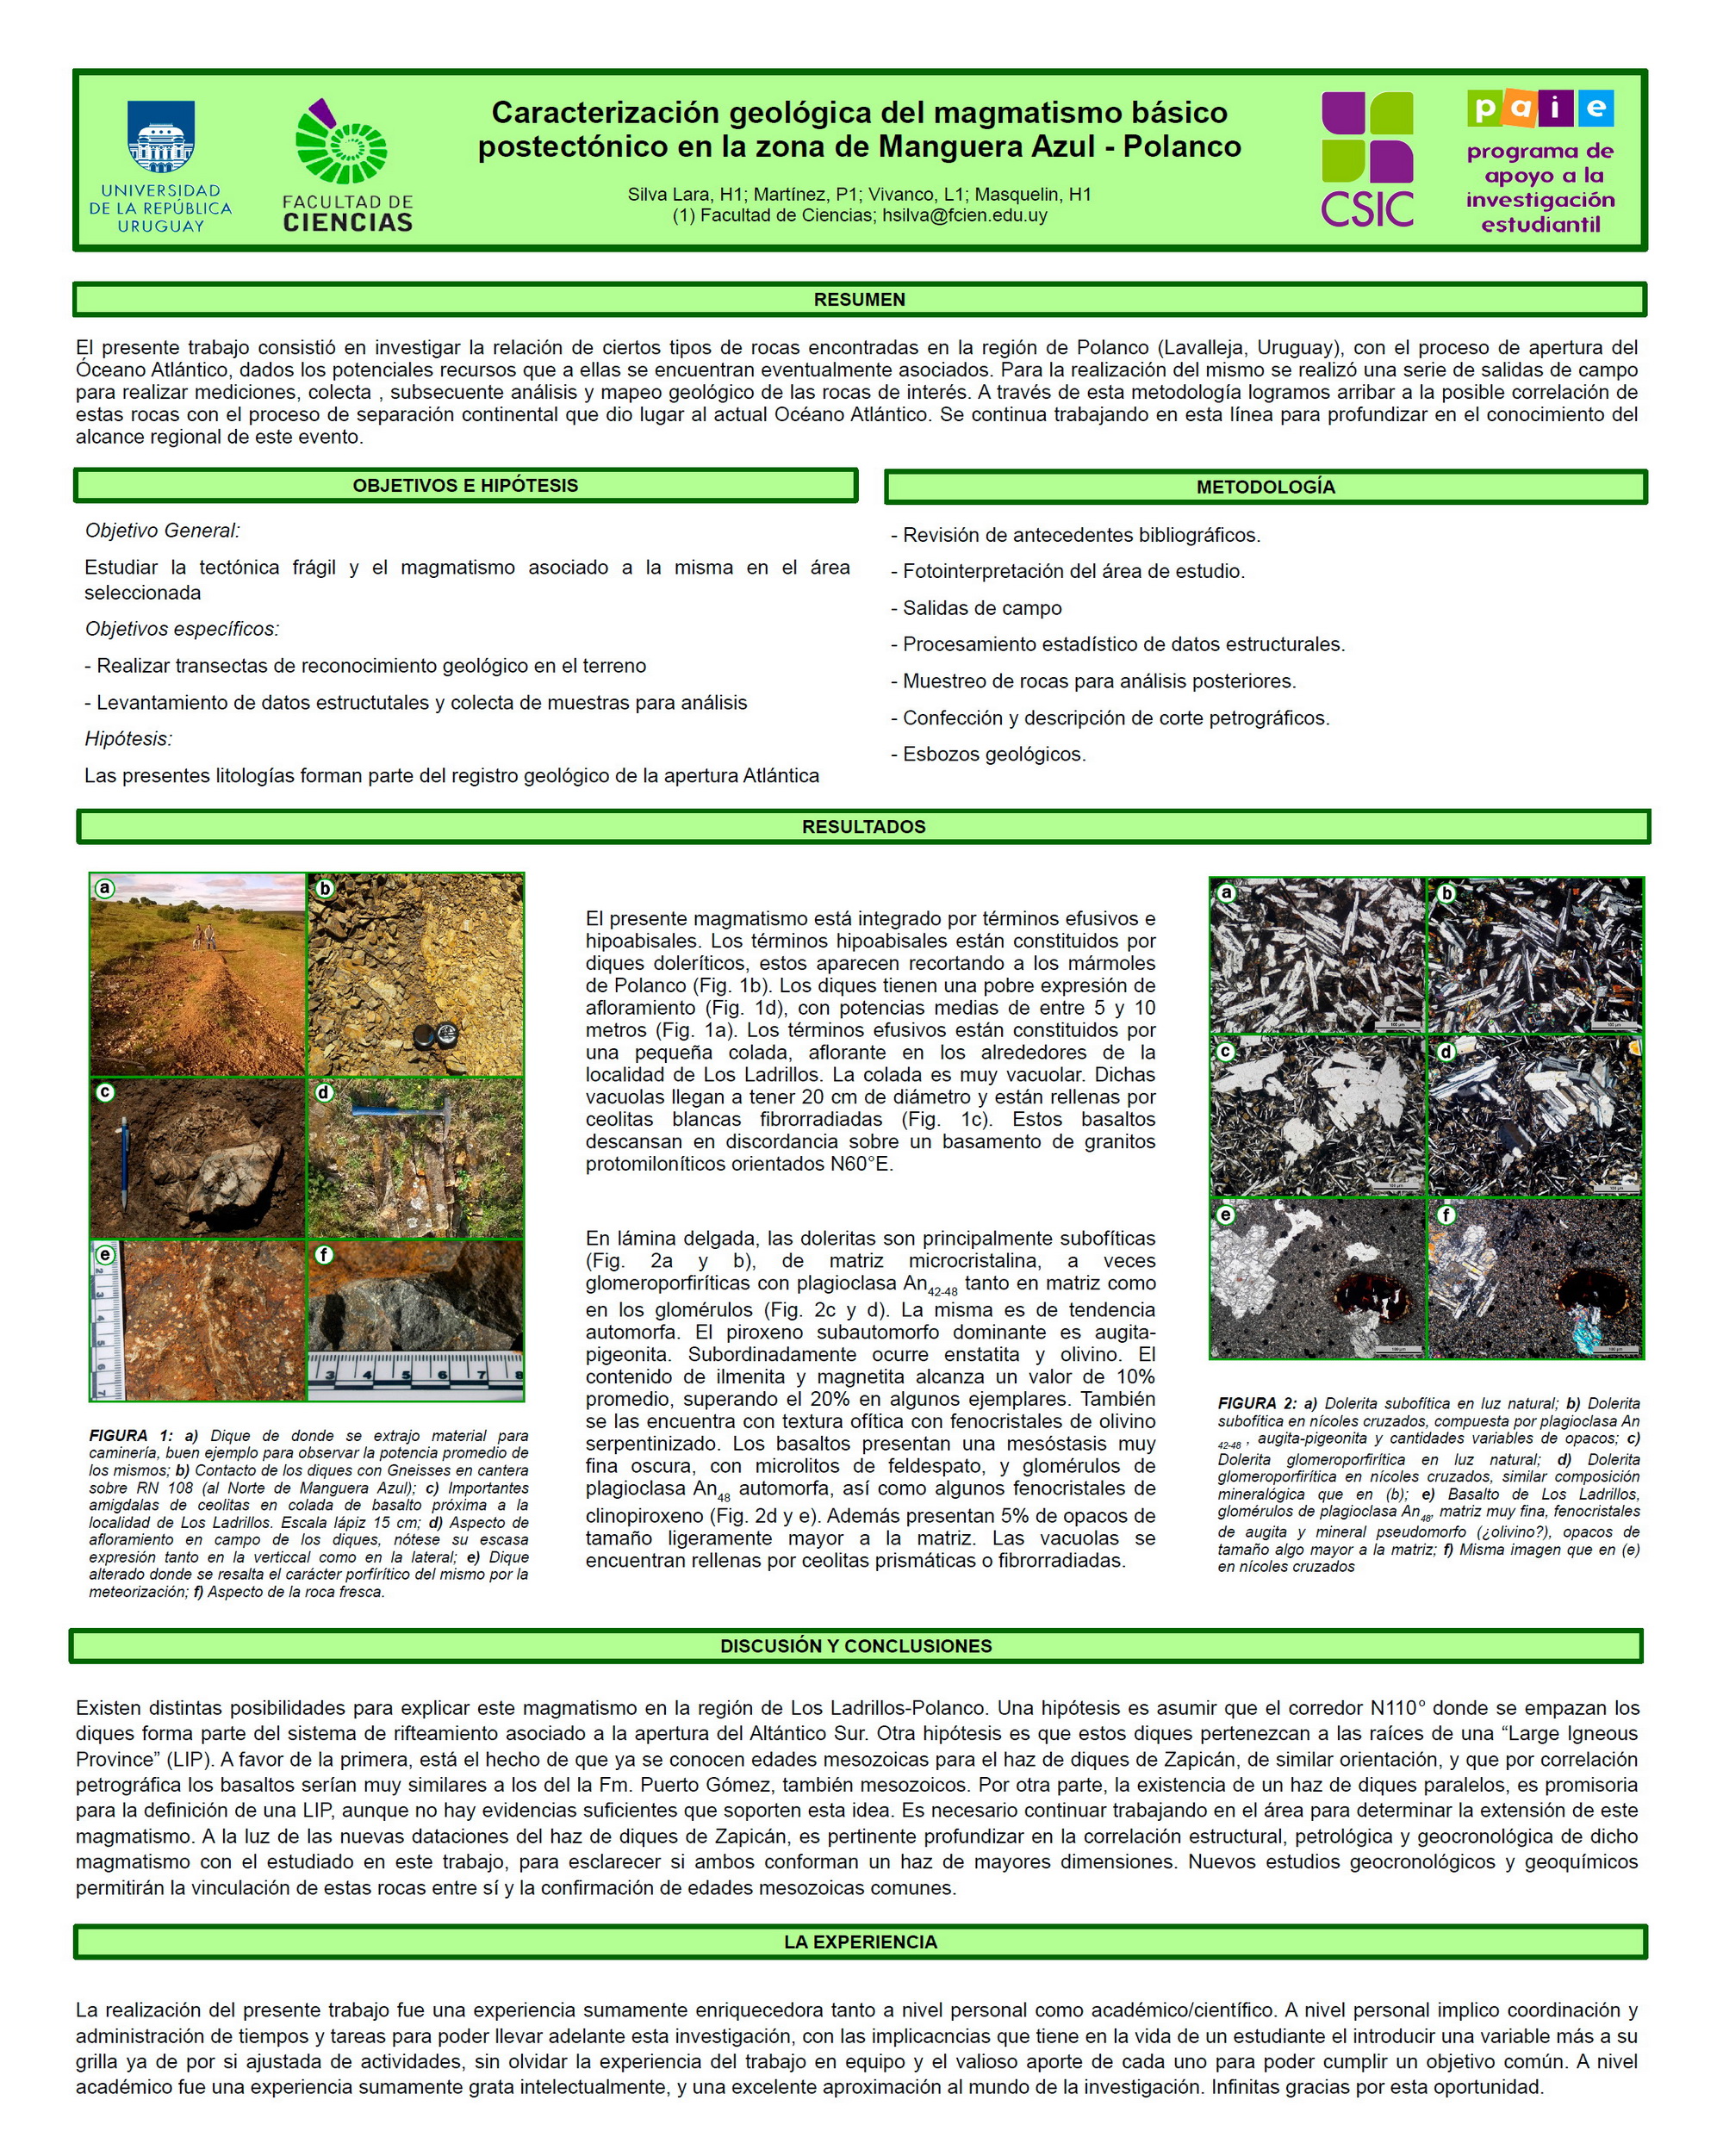 UNIVERSIDAD
DE LA REPÚBLICA
URUGUAY
FACULTAD DE
CIENCIAS
Caracterización geológica del magmatismo básico
postectónico en la zona de Manguera Azul - Polanco
Silva Lara, H1; Martínez, P1; Vivanco, L1; Masquelin, H1
(1) Facultad de Ciencias; hsilva@fcien.edu.uy
CSIC
paie
programa de
apoyo a la
investigación
estudiantil
RESUMEN
El presente trabajo consistió en investigar la relación de ciertos tipos de rocas encontradas en la región de Polanco (Lavalleja, Uruguay), con el proceso de apertura del
Óceano Atlántico, dados los potenciales recursos que a ellas se encuentran eventualmente asociados. Para la realización del mismo se realizó una serie de salidas de campo
para realizar mediciones, colecta , subsecuente análisis y mapeo geológico de las rocas de interés. A través de esta metodología logramos arribar a la posible correlación de
estas rocas con el proceso de separación continental que dio lugar al actual Océano Atlántico. Se continua trabajando en esta línea para profundizar en el conocimiento del
alcance regional de este evento.
OBJETIVOS E HIPÓTESIS
Objetivo General:
Estudiar la tectónica frágil y el magmatismo asociado a la misma en el área
seleccionada
Objetivos específicos:
- Realizar transectas de reconocimiento geológico en el terreno
- Levantamiento de datos estructutales y colecta de muestras para análisis
Hipótesis:
Las presentes litologías forman parte del registro geológico de la apertura Atlántica
METODOLOGÍA
- Revisión de antecedentes bibliográficos.
- Fotointerpretación del área de estudio.
- Salidas de campo
- Procesamiento estadístico de datos estructurales.
- Muestreo de rocas para análisis posteriores.
- Confección y descripción de corte petrográficos.
- Esbozos geológicos.
RESULTADOS
a
b
c
d
e
f
2
3
4
5
6
7
3 4 5 6 7 8
FIGURA 1: a) Dique de donde se extrajo material para
caminería, buen ejemplo para observar la potencia promedio de
los mismos; b) Contacto de los diques con Gneisses en cantera
sobre RN 108 (al Norte de Manguera Azul); c) Importantes
amigdalas de ceolitas en colada de basalto próxima a la
localidad de Los Ladrillos. Escala lápiz 15 cm; d) Aspecto de
afloramiento en campo de los diques, nótese su escasa
expresión tanto en la verticcal como en la lateral; e) Dique
alterado donde se resalta el carácter porfírítico del mismo por la
meteorización; f) Aspecto de la roca fresca.
El presente magmatismo está integrado por términos efusivos e
hipoabisales. Los términos hipoabisales están constituidos por
diques doleríticos, estos aparecen recortando a los mármoles
de Polanco (Fig. 1b). Los diques tienen una pobre expresión de
afloramiento (Fig. 1d), con potencias medias de entre 5 y 10
metros (Fig. 1a). Los términos efusivos están constituidos por
una pequeña colada, aflorante en los alrededores de la
localidad de Los Ladrillos. La colada es muy vacuolar. Dichas
vacuolas llegan a tener 20 cm de diámetro y están rellenas por
ceolitas blancas fibrorradiadas (Fig. 1c). Estos basaltos
descansan en discordancia sobre un basamento de granitos
protomiloníticos orientados N60°E.
En lámina delgada, las doleritas son principalmente subofíticas
(Fig. 2a y b), de matriz microcristalina, a veces
glomeroporfiríticas con plagioclasa An42-48 tanto en matriz como
en los glomérulos (Fig. 2c y d). La misma es de tendencia
automorfa. El piroxeno subautomorfo dominante es augita-
pigeonita. Subordinadamente ocurre enstatita y olivino. El
contenido de ilmenita y magnetita alcanza un valor de 10%
promedio, superando el 20% en algunos ejemplares. También
se las encuentra con textura ofítica con fenocristales de olivino
serpentinizado. Los basaltos presentan una mesóstasis muy
fina oscura, con microlitos de feldespato, y glomérulos de
plagioclasa An48 automorfa, así como algunos fenocristales de
clinopiroxeno (Fig. 2d y e). Además presentan 5% de opacos de
tamaño ligeramente mayor a la matriz. Las vacuolas se
encuentran rellenas por ceolitas prismáticas o fibrorradiadas.
a
b
c
d
e
f
FIGURA 2: a) Dolerita subofítica en luz natural; b) Dolerita
subofítica en nícoles cruzados, compuesta por plagioclasa An
42-48 , augita-pigeonita y cantidades variables de opacos; c)
Dolerita glomeroporfirítica en luz natural; d) Dolerita
glomeroporfirítica en nícoles cruzados, similar composición
mineralógica que en (b); e) Basalto de Los Ladrillos,
glomérulos de plagioclasa An48, matriz muy fina, fenocristales
de augita y mineral pseudomorfo (¿olivino?), opacos de
tamaño algo mayor a la matriz; f) Misma imagen que en (e)
en nícoles cruzados
DISCUSIÓN Y CONCLUSIONES
Existen distintas posibilidades para explicar este magmatismo en la región de Los Ladrillos-Polanco. Una hipótesis es asumir que el corredor N110° donde se empazan los
diques forma parte del sistema de rifteamiento asociado a la apertura del Altántico Sur. Otra hipótesis es que estos diques pertenezcan a las raíces de una “Large Igneous
Province” (LIP). A favor de la primera, está el hecho de que ya se conocen edades mesozoicas para el haz de diques de Zapicán, de similar orientación, y que por correlación
petrográfica los basaltos serían muy similares a los del la Fm. Puerto Gómez, también mesozoicos. Por otra parte, la existencia de un haz de diques paralelos, es promisoria
para la definición de una LIP, aunque no hay evidencias suficientes que soporten esta idea. Es necesario continuar trabajando en el área para determinar la extensión de este
magmatismo. A la luz de las nuevas dataciones del haz de diques de Zapicán, es pertinente profundizar en la correlación estructural, petrológica y geocronológica de dicho
magmatismo con el estudiado en este trabajo, para esclarecer si ambos conforman un haz de mayores dimensiones. Nuevos estudios geocronológicos y geoquímicos
permitirán la vinculación de estas rocas entre sí y la confirmación de edades mesozoicas comunes.
LA EXPERIENCIA
La realización del presente trabajo fue una experiencia sumamente enriquecedora tanto a nivel personal como académico/científico. A nivel personal implico coordinación y
administración de tiempos y tareas para poder llevar adelante esta investigación, con las implicacncias que tiene en la vida de un estudiante el introducir una variable más a su
grilla ya de por si ajustada de actividades, sin olvidar la experiencia del trabajo en equipo y el valioso aporte de cada uno para poder cumplir un objetivo común. A nivel
académico fue una experiencia sumamente grata intelectualmente, y una excelente aproximación al mundo de la investigación. Infinitas gracias por esta oportunidad.